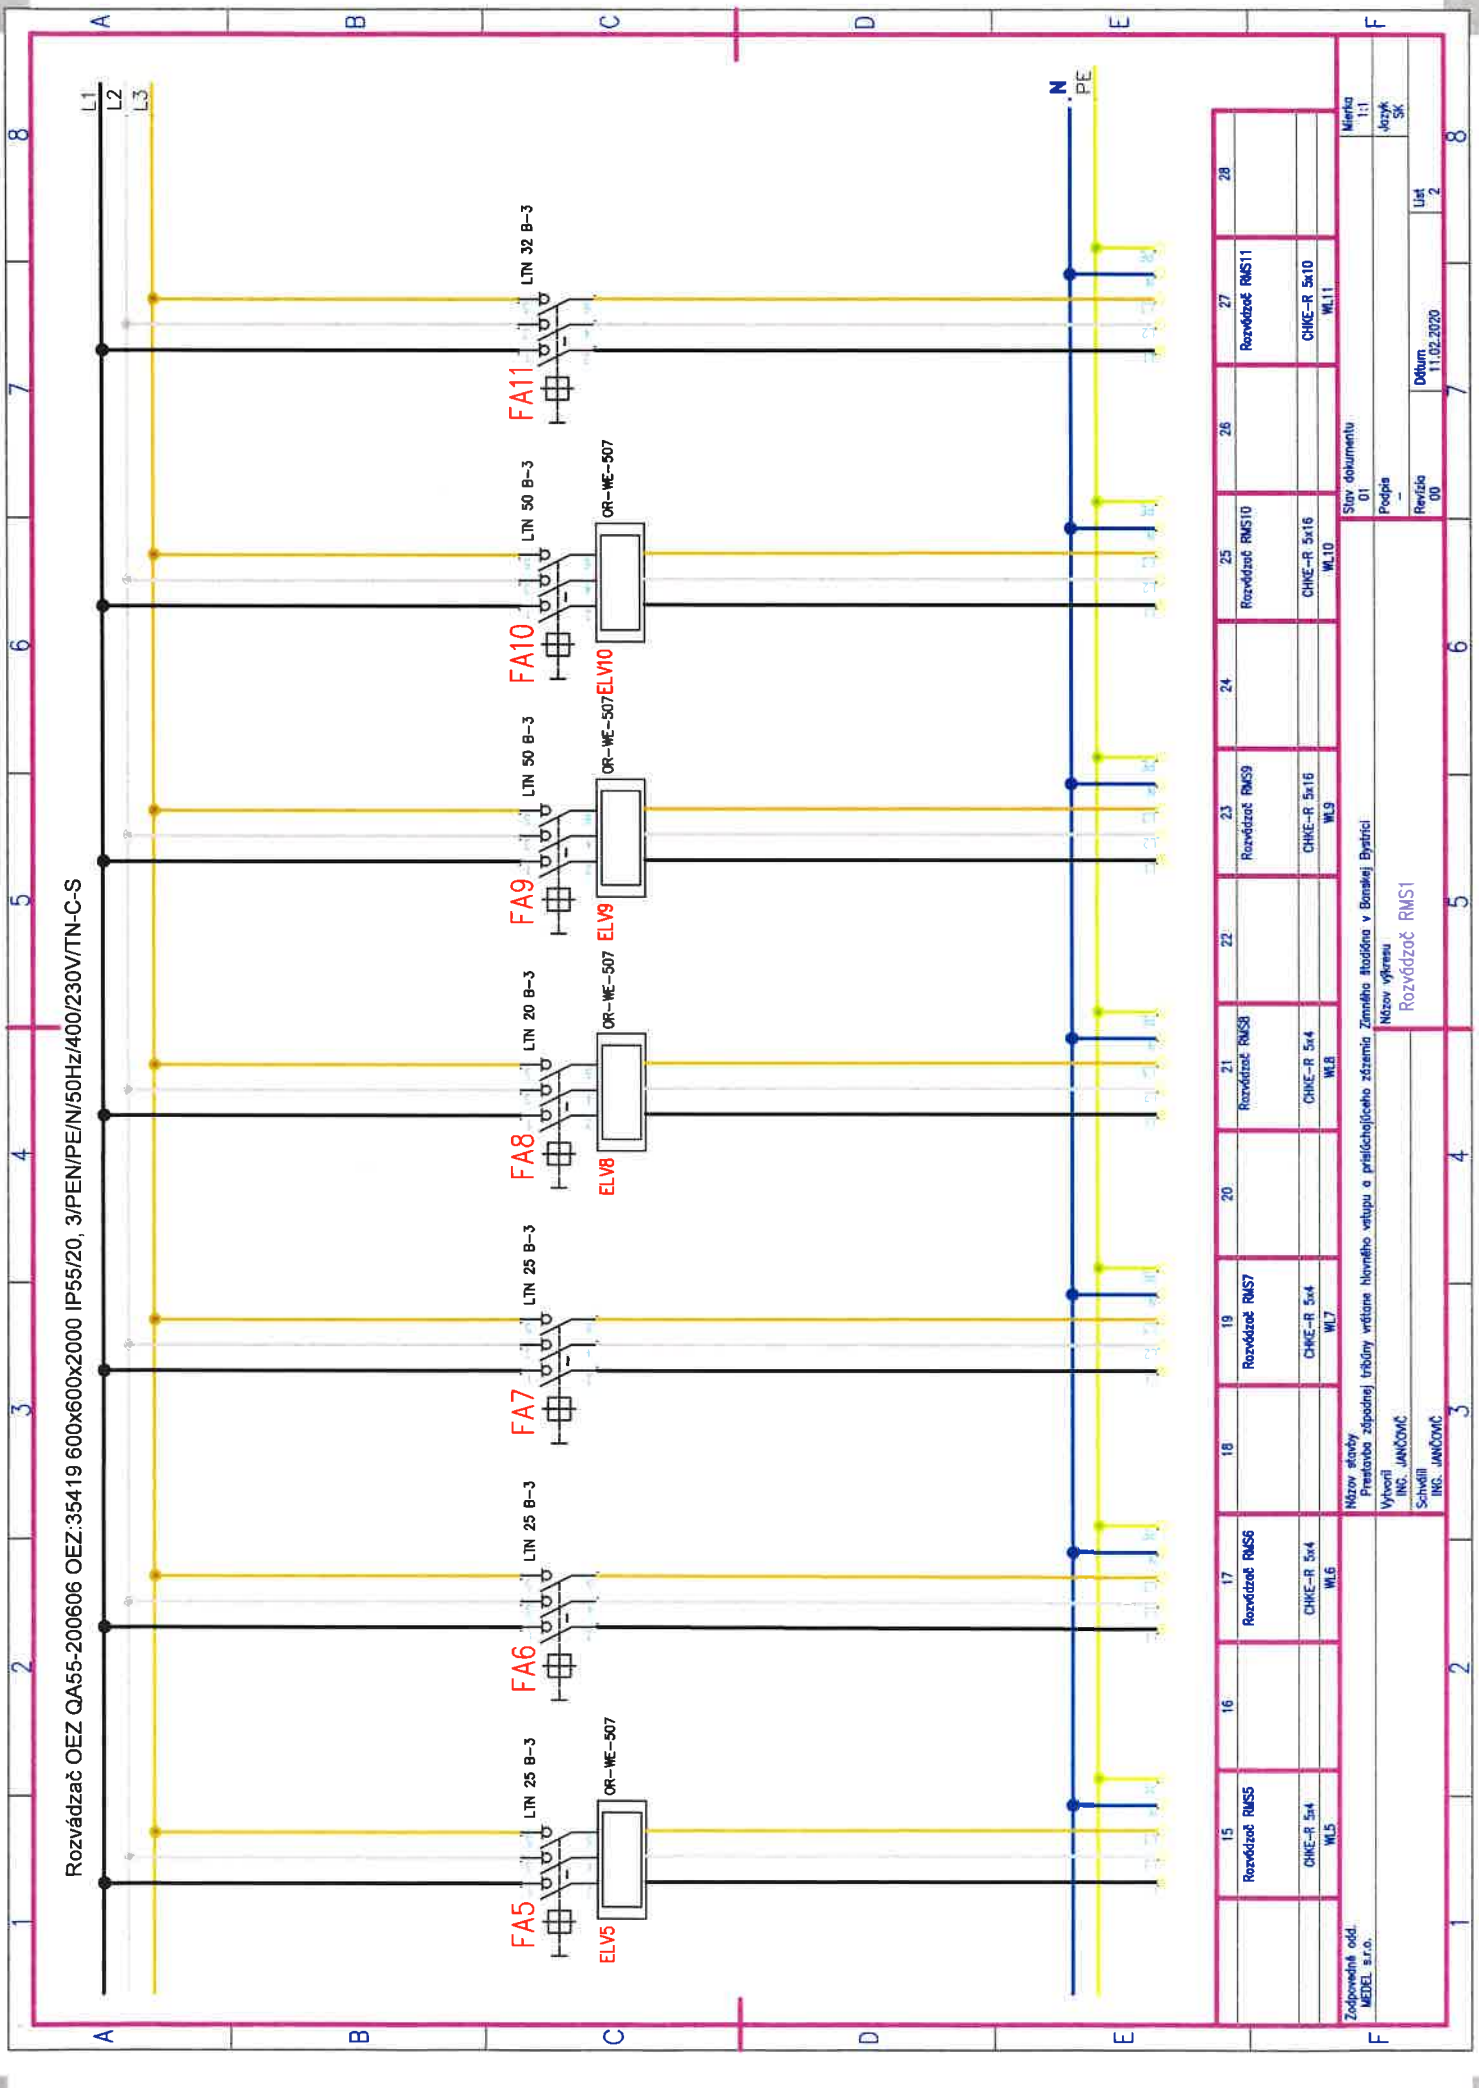 1 2 3 4 5 6 7 8
A
B
C
D
E
F
Rozvádzač OEZ QA55-200606 OEZ:35419 600x600x2000 IP55/20, 3/PEN/PE/N/50Hz/400/230V/TN-C-S
L1
L2
L3
FA5
LTN 25 B-3
ELV5
OR-WE-507
FA6
LTN 25 B-3
FA7
LTN 25 B-3
FA8
LTN 20 B-3
ELV8
OR-WE-507
FA9
LTN 50 B-3
ELV9
OR-WE-507
FA10
LTN 50 B-3
ELV10
OR-WE-507
FA11
LTN 32 B-3
N
PE
15 16 17 18 19 20 21 22 23 24 25 26 27 28
Rozvádzač RMS5 Rozvádzač RMS6 Rozvádzač RMS7 Rozvádzač RMS8 Rozvádzač RMS9 Rozvádzač RMS10 Rozvádzač RMS11
CHKE-R 5x4 CHKE-R 5x4 CHKE-R 5x4 CHKE-R 5x4 CHKE-R 5x16 CHKE-R 5x16 CHKE-R 5x10
WL5 WL6 WL7 WL8 WL9 WL10 WL11
Zodpovedné odd.
MEDEL s.r.o.
Názov stavby
Prestavba západnej tribúny vrátane hlavného vstupu a prislúchajúceho zázemia Zimného štadióna v Banskej Bystrici
Vytvoril
ING. JANČOVIČ
Schválil
ING. JANČOVIČ
Názov výkresu
Rozvádzač RMS1
Stav dokumentu
01
Podpis
-
Revízia
00
Dátum
11.02.2020
List
2
Mierka
1:1
Jazyk
SK
A
B
C
D
E
F
1 2 3 4 5 6 7 8